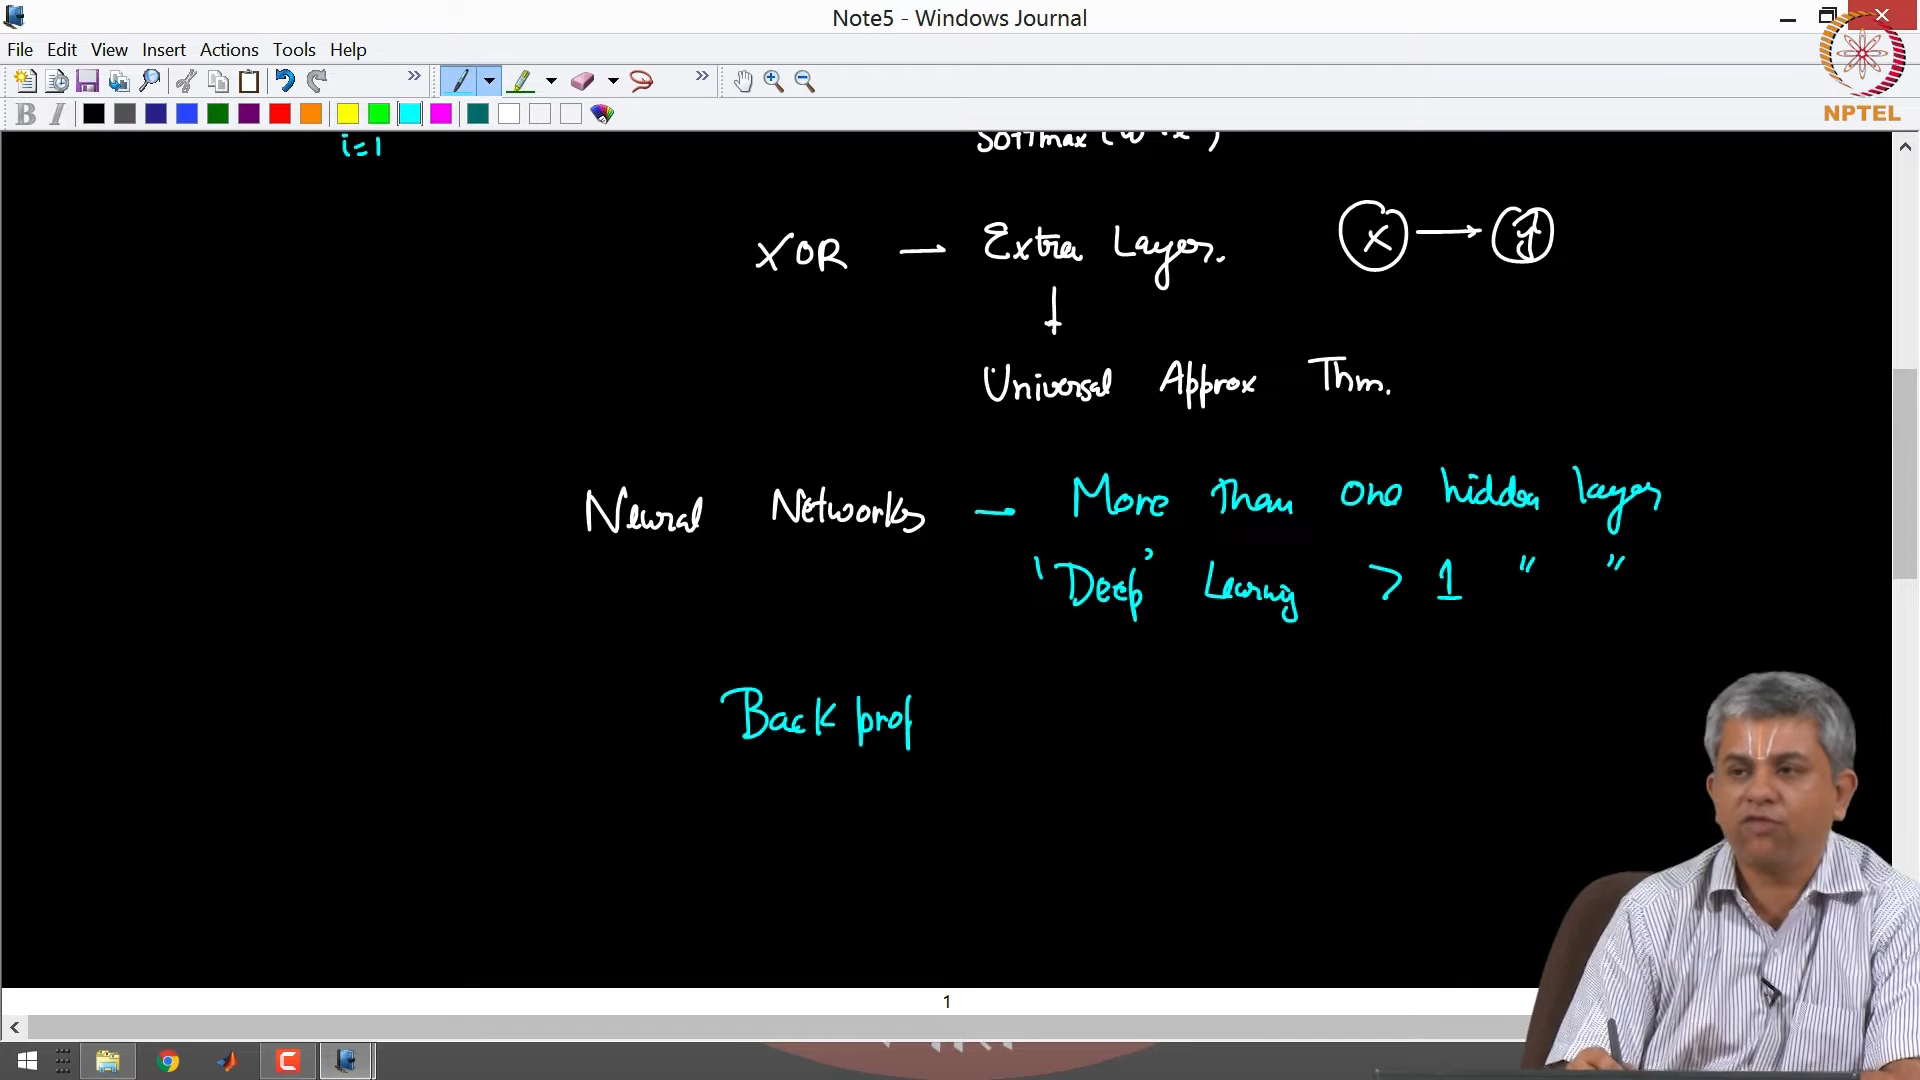 Note5 - Windows Journal
File Edit View Insert Actions Tools Help
B I
NPTEL
i=1
Softmax (
XOR — Extra Layer.
X
Universal Approx Thm.
Neural Networks — More than one hidden layer
'Deep' Learning > 1 " "
Back prop
1